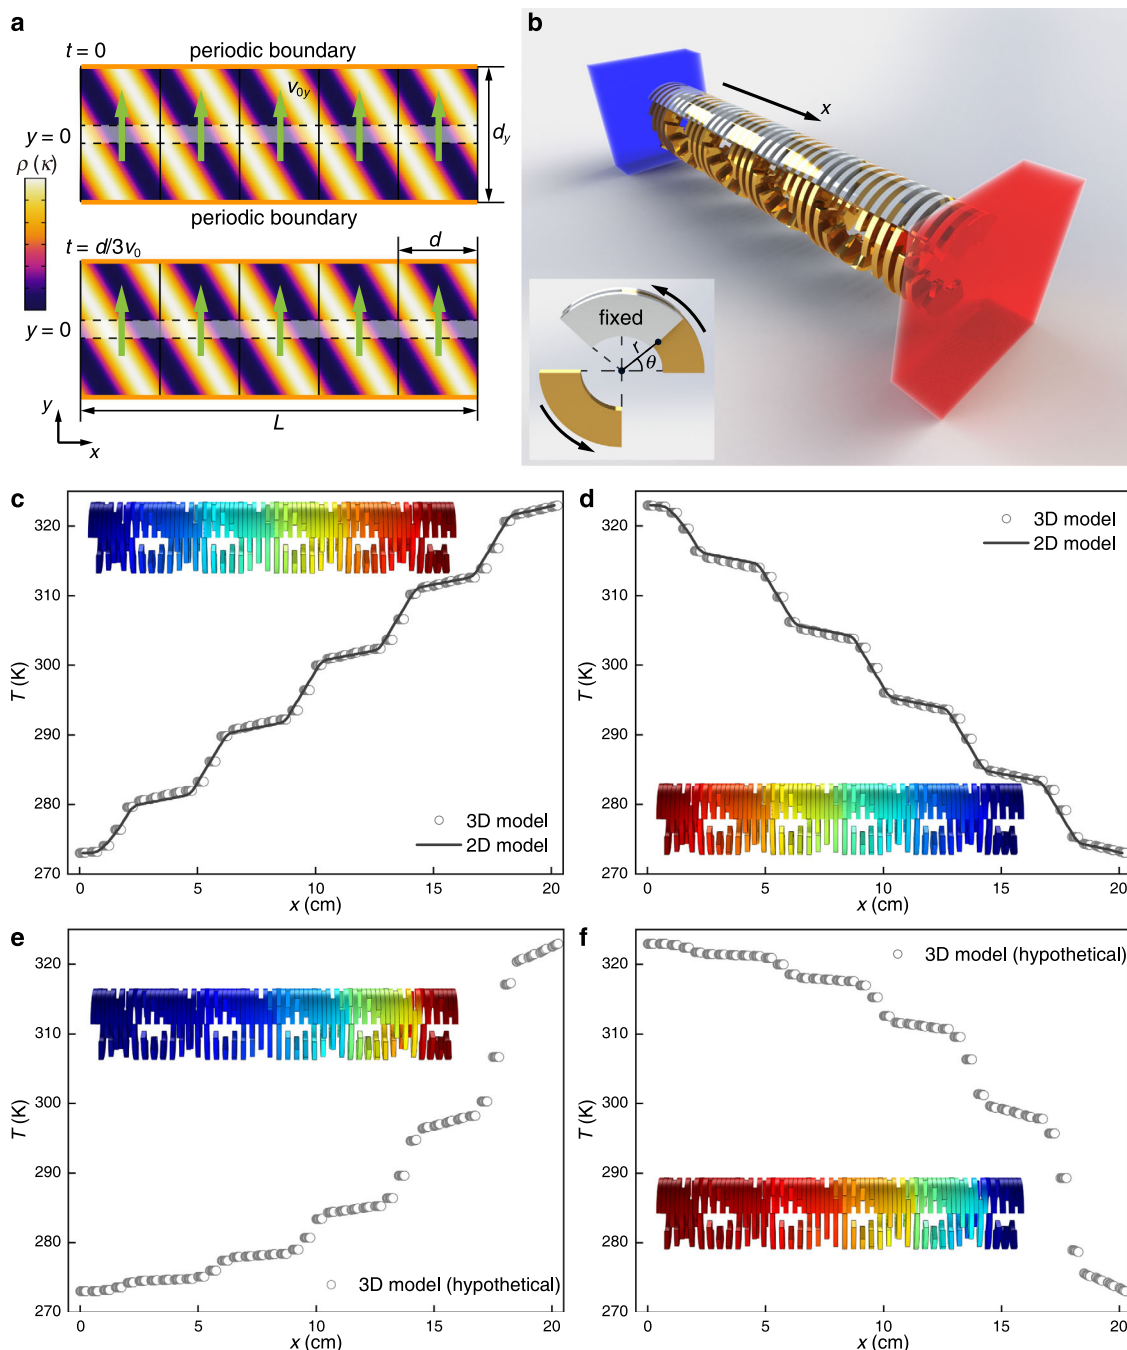 a
t = 0
periodic boundary
v0y
y = 0
dy
ρ (κ)
periodic boundary
t = d/3v0
d
y = 0
L
y
x
b
x
fixed
r
θ
c
320
310
300
290
280
270
T (K)
3D model
2D model
0 5 10 15 20
x (cm)
d
3D model
2D model
320
310
300
290
280
270
T (K)
0 5 10 15 20
x (cm)
e
320
310
300
290
280
270
T (K)
3D model (hypothetical)
0 5 10 15 20
x (cm)
f
3D model (hypothetical)
320
310
300
290
280
270
T (K)
0 5 10 15 20
x (cm)